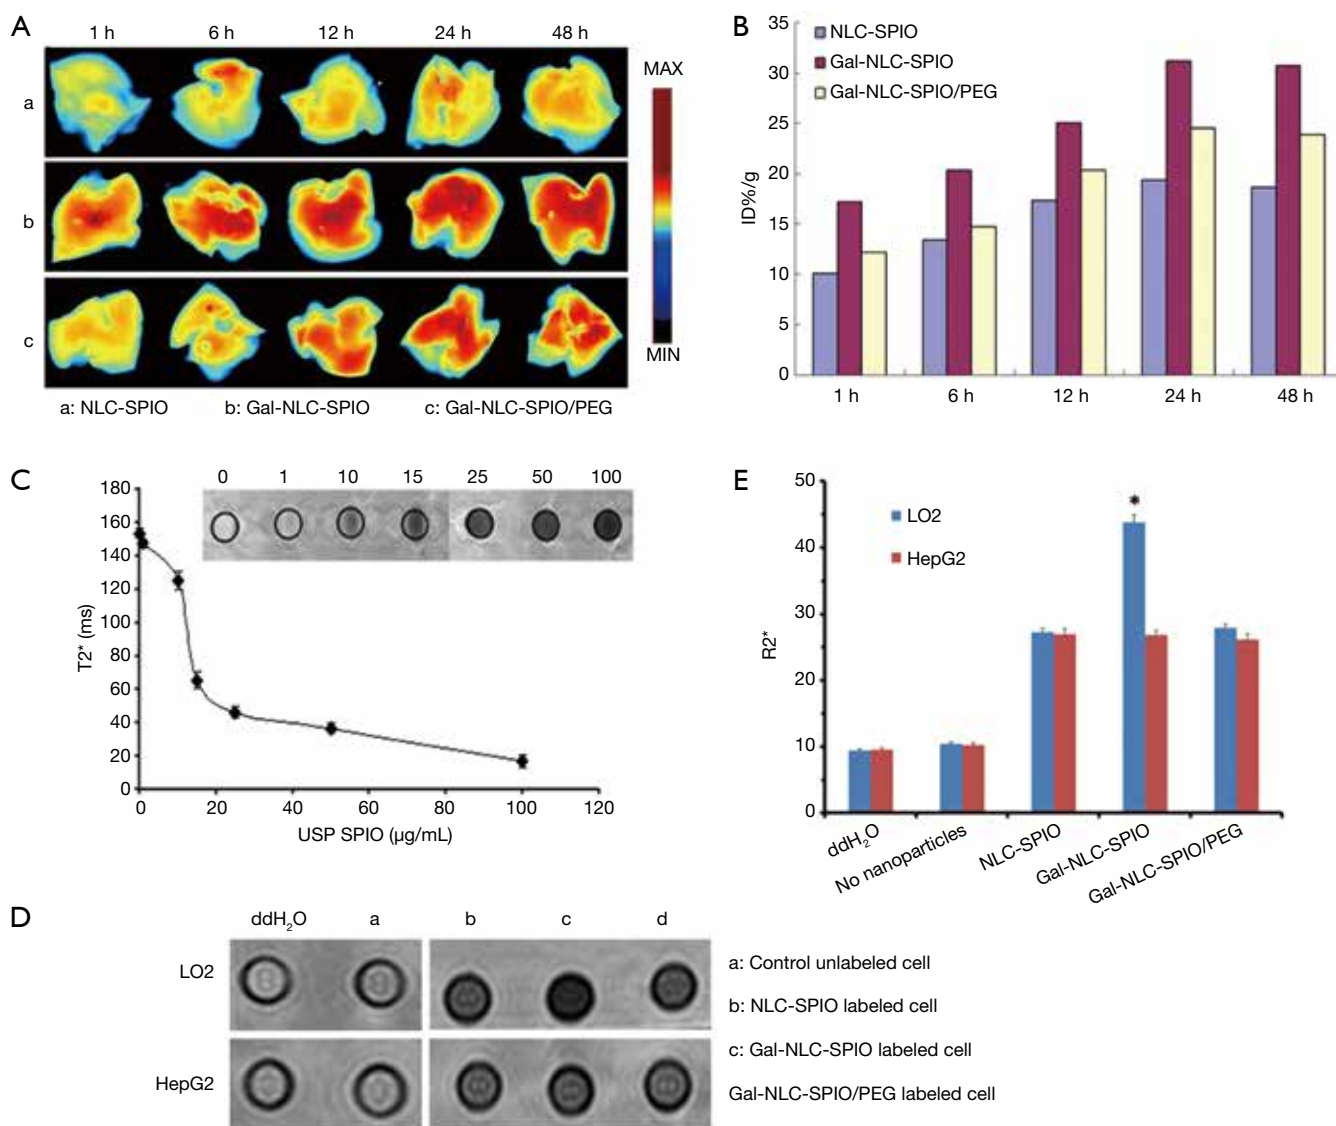 A
1 h 6 h 12 h 24 h 48 h
a
b
c
MAX
MIN
a: NLC-SPIO b: Gal-NLC-SPIO c: Gal-NLC-SPIO/PEG
B
35
30
25
20
15
10
5
0
ID%/g
NLC-SPIO
Gal-NLC-SPIO
Gal-NLC-SPIO/PEG
1 h 6 h 12 h 24 h 48 h
C
0 1 10 15 25 50 100
180
160
140
120
100
80
60
40
20
0
T2* (ms)
0 20 40 60 80 100 120
USP SPIO (µg/mL)
E
50
40
30
20
10
0
R2*
LO2
HepG2
*
ddH₂O No nanoparticles NLC-SPIO Gal-NLC-SPIO Gal-NLC-SPIO/PEG
D
ddH₂O a b c d
LO2
HepG2
a: Control unlabeled cell
b: NLC-SPIO labeled cell
c: Gal-NLC-SPIO labeled cell
Gal-NLC-SPIO/PEG labeled cell